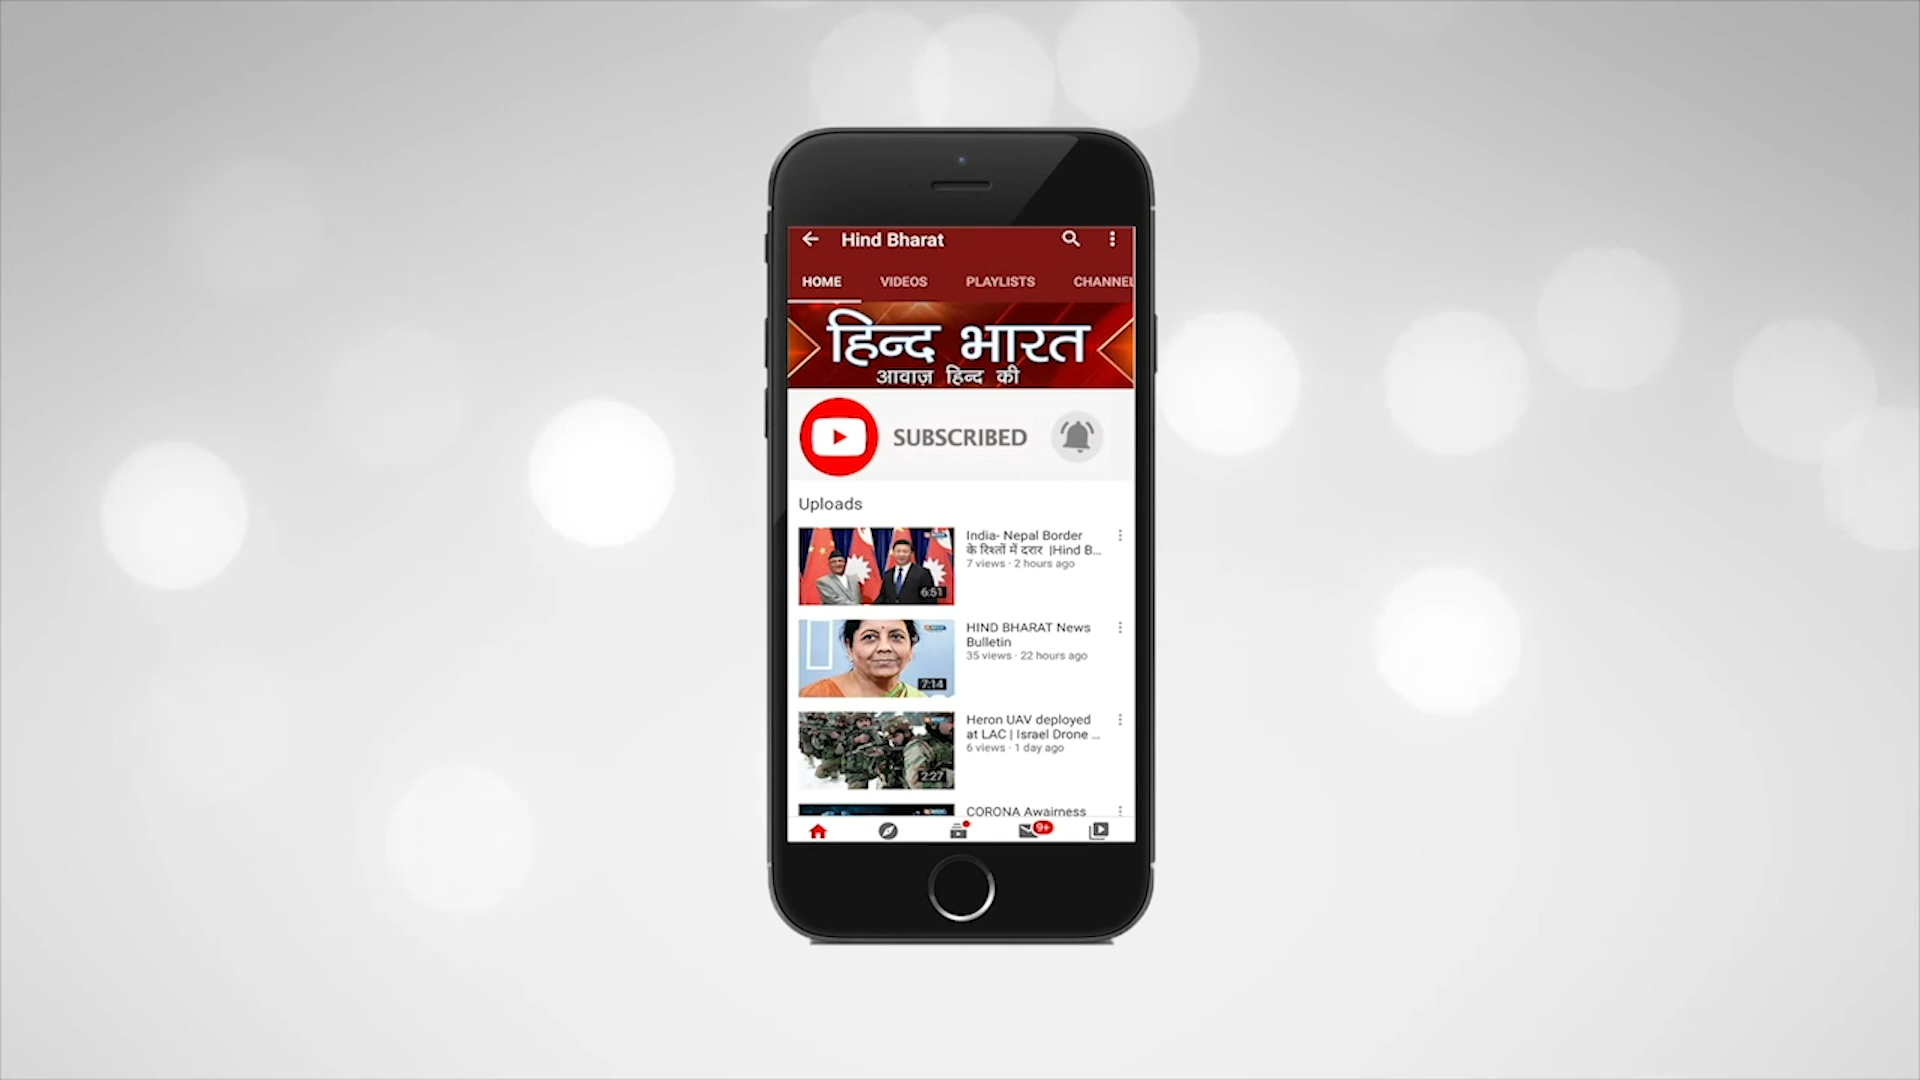 Hind Bharat
HOME VIDEOS PLAYLISTS CHANNEL
हिन्द भारत
आवाज़ हिन्द की
SUBSCRIBED
Uploads
India- Nepal Border
के रिश्तों में दरार |Hind B...
7 views · 2 hours ago
6:51
HIND BHARAT News
Bulletin
35 views · 22 hours ago
7:14
Heron UAV deployed
at LAC | Israel Drone ...
6 views · 1 day ago
2:27
CORONA Awairness
9+